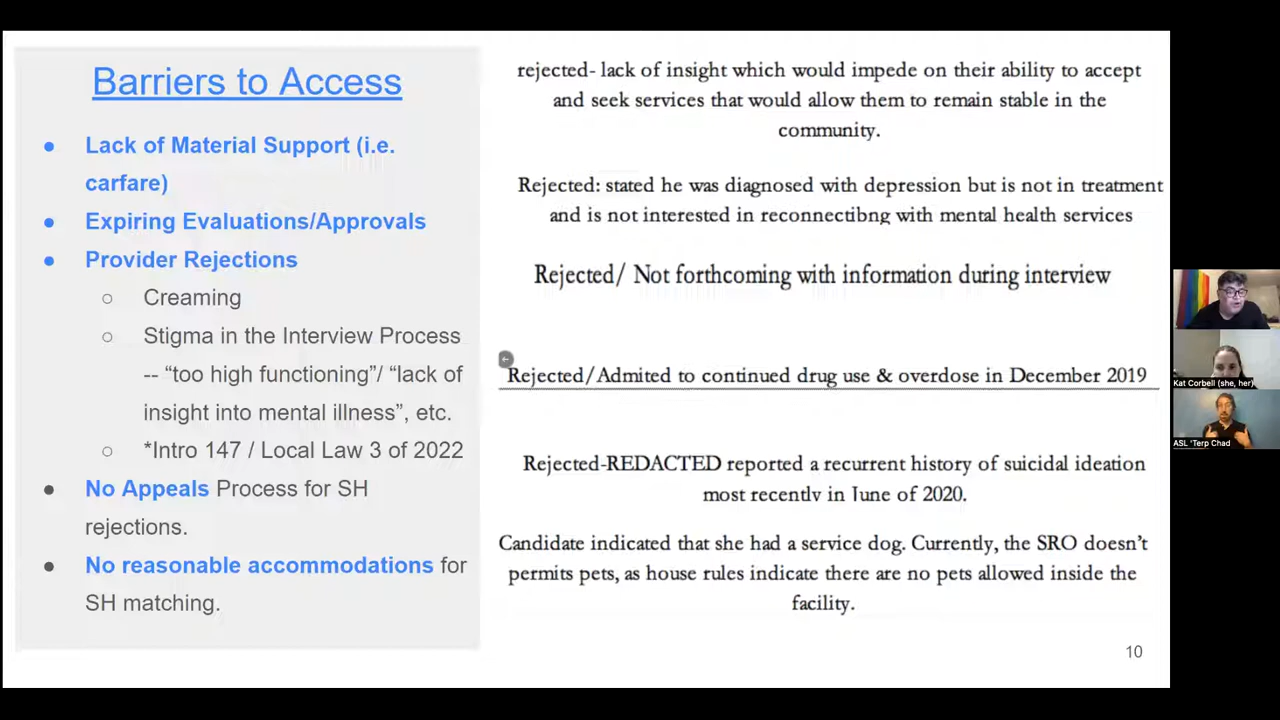 Barriers to Access
● Lack of Material Support (i.e.
carfare)
● Expiring Evaluations/Approvals
● Provider Rejections
○ Creaming
○ Stigma in the Interview Process
-- “too high functioning”/ “lack of
insight into mental illness”, etc.
○ *Intro 147 / Local Law 3 of 2022
● No Appeals Process for SH
rejections.
● No reasonable accommodations for
SH matching.
rejected- lack of insight which would impede on their ability to accept
and seek services that would allow them to remain stable in the
community.
Rejected: stated he was diagnosed with depression but is not in treatment
and is not interested in reconnectibng with mental health services
Rejected/ Not forthcoming with information during interview
Rejected/Admited to continued drug use & overdose in December 2019
Rejected-REDACTED reported a recurrent history of suicidal ideation
most recently in June of 2020.
Candidate indicated that she had a service dog. Currently, the SRO doesn’t
permits pets, as house rules indicate there are no pets allowed inside the
facility.
10
Kat Corbell (she, her)
ASL 'Terp Chad